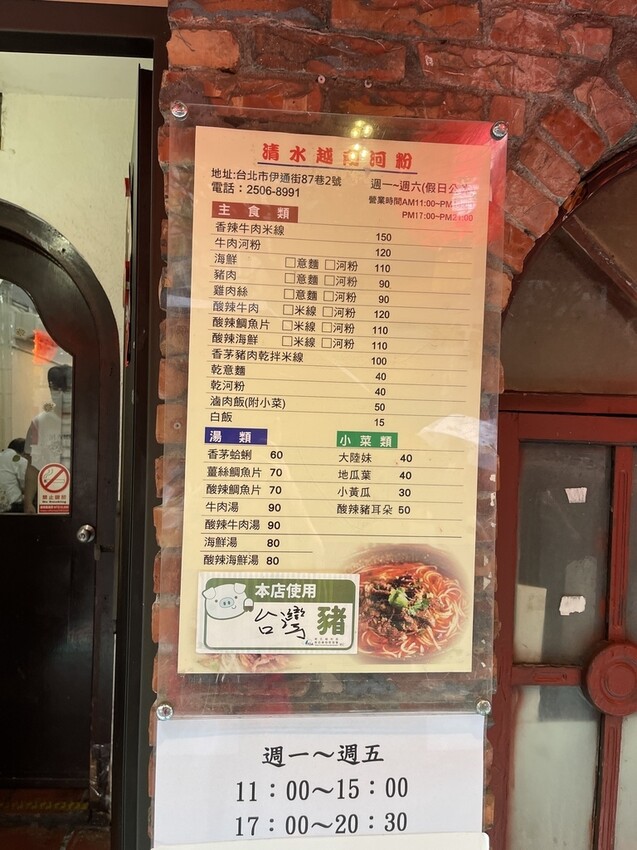 清水越南河粉
地址:台北市伊通街87巷2號
電話：2506-8991
週一~週六(假日公
營業時間AM11:00~PM
PM17:00~PM21:00
主食類
香辣牛肉米線 150
牛肉河粉 120
海鮮 □意麵 □河粉 110
豬肉 □意麵 □河粉 90
雞肉絲 □意麵 □河粉 90
酸辣牛肉 □米線 □河粉 120
酸辣鯛魚片 □米線 □河粉 110
酸辣海鮮 □米線 □河粉 110
香茅豬肉乾拌米線 100
乾意麵 40
乾河粉 40
滷肉飯(附小菜) 50
白飯 15
湯類
香茅蛤蜊 60
薑絲鯛魚片 70
酸辣鯛魚片 70
牛肉湯 90
酸辣牛肉湯 90
海鮮湯 80
酸辣海鮮湯 80
小菜類
大陸妹 40
地瓜葉 40
小黃瓜 30
酸辣豬耳朵 50
本店使用
台灣豬
週一～週五
11：00～15：00
17：00～20：30
禁止吸菸
No Smoking